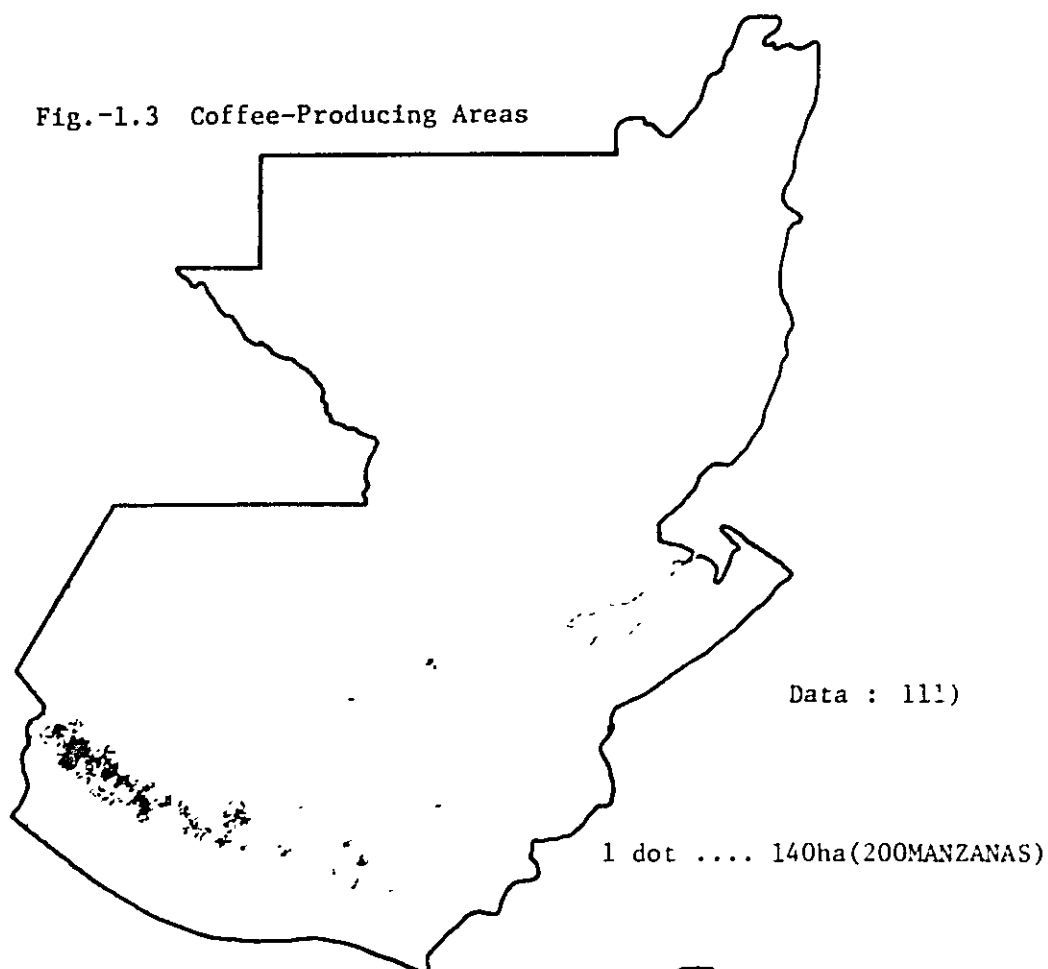 Fig.-1.3 Coffee-Producing Areas
Data :
1 dot .... 140ha(200MANZANAS)